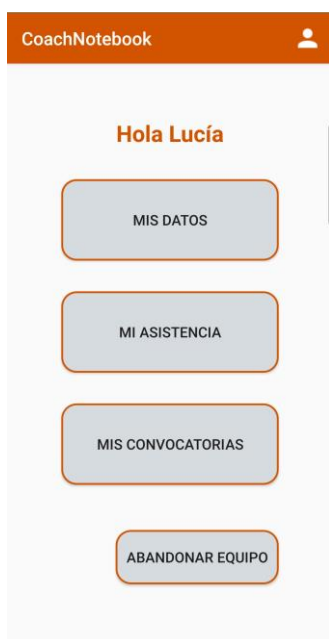 CoachNotebook
Hola Lucía
MIS DATOS
MI ASISTENCIA
MIS CONVOCATORIAS
ABANDONAR EQUIPO